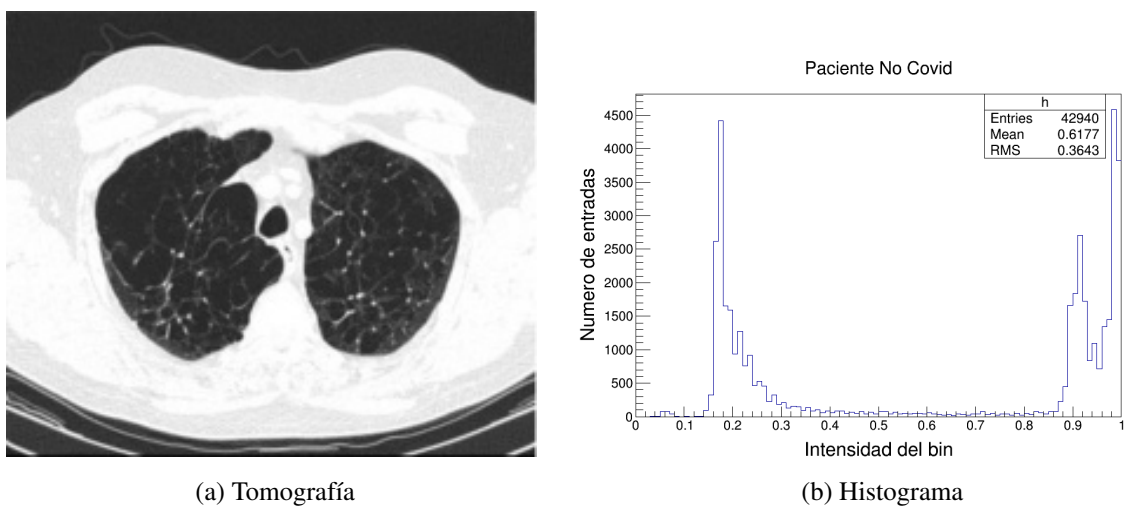 Paciente No Covid
h
Entries 42940
Mean 0.6177
RMS 0.3643
Numero de entradas
4500
4000
3500
3000
2500
2000
1500
1000
500
0
0 0.1 0.2 0.3 0.4 0.5 0.6 0.7 0.8 0.9 1
Intensidad del bin
(a) Tomografía
(b) Histograma